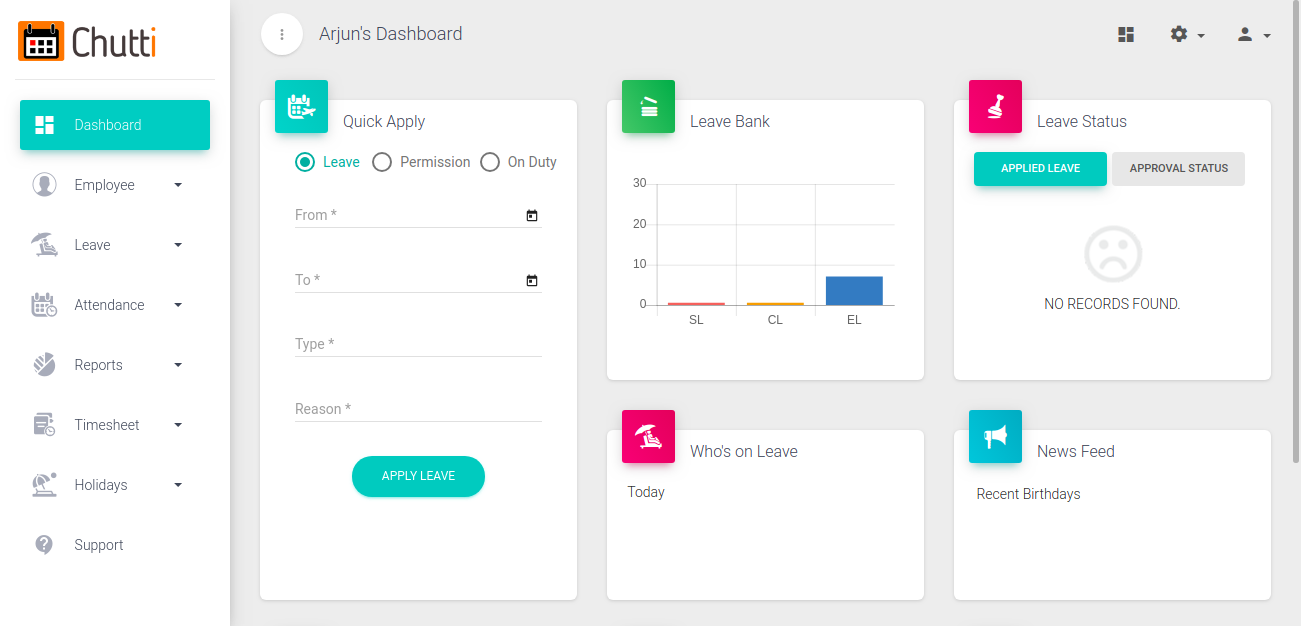 Chutti
Arjun's Dashboard
Dashboard
Employee
Leave
Attendance
Reports
Timesheet
Holidays
Support
Quick Apply
Leave Permission On Duty
From *
To *
Type *
Reason *
APPLY LEAVE
Leave Bank
30
20
10
0
SL CL EL
Leave Status
APPLIED LEAVE APPROVAL STATUS
NO RECORDS FOUND.
Who's on Leave
Today
News Feed
Recent Birthdays